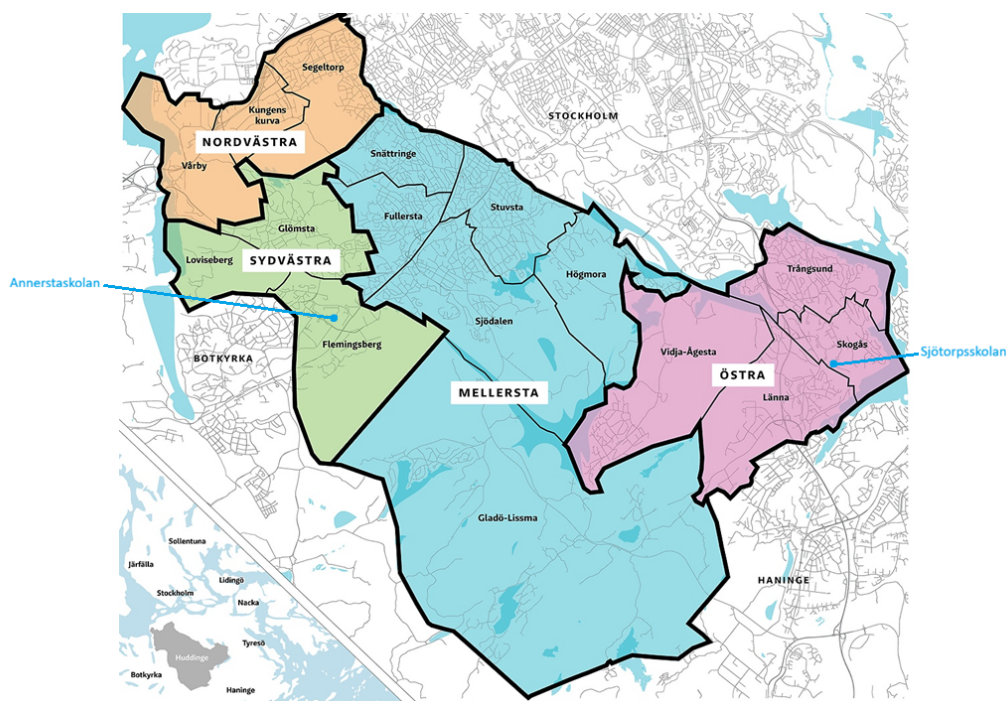 Segeltorp
Kungens
kurva
STOCKHOLM
NORDVÄSTRA
Snättringe
Vårby
Stuvsta
Fullersta
Glömsta
Loviseberg
SYDVÄSTRA
Högmora
Trångsund
Annerstaskolan
Sjödalen
Flemingsberg
Vidja-Ågesta
Skogås
Sjötorpsskolan
BOTKYRKA
ÖSTRA
MELLERSTA
Länna
Gladö-Lissma
HANINGE
Sollentuna
Järfälla
Lidingö
Stockholm
Nacka
Tyresö
Huddinge
Botkyrka
Haninge